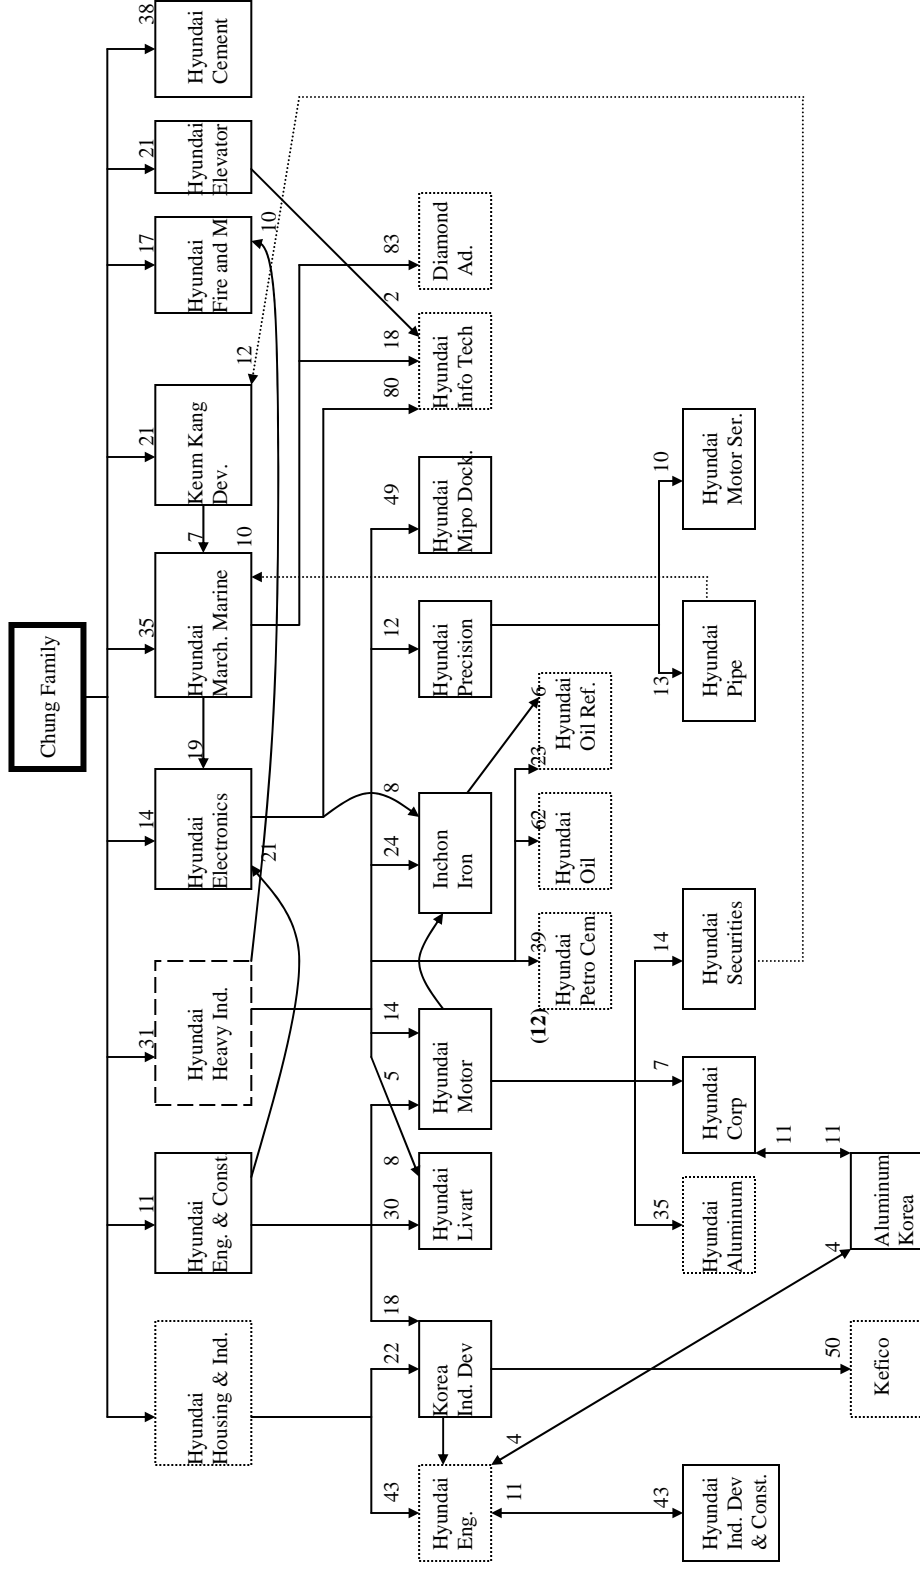 Chung Family
11
31
14
35
21
17
21
38
Hyundai
Housing & Ind.
Hyundai
Eng. & Const
Hyundai
Heavy Ind.
Hyundai
Electronics
Hyundai
March. Marine
Keum Kang
Dev.
Hyundai
Fire and M
Hyundai
Elevator
Hyundai
Cement
19
7
21
10
12
10
43
22
18
30
8
5
14
24
8
12
49
80
18
2
83
Hyundai
Eng.
Korea
Ind. Dev
Hyundai
Livart
Hyundai
Motor
Inchon
Iron
Hyundai
Precision
Hyundai
Mipo Dock.
Hyundai
Info Tech
Diamond
Ad.
11
4
(12)
39
62
23
6
Hyundai
Petro Cem
Hyundai
Oil
Hyundai
Oil Ref.
43
35
7
14
13
10
Hyundai
Ind. Dev
& Const.
Hyundai
Aluminum
Hyundai
Corp
Hyundai
Securities
Hyundai
Pipe
Hyundai
Motor Ser.
11
50
4
11
Kefico
Aluminum
Korea